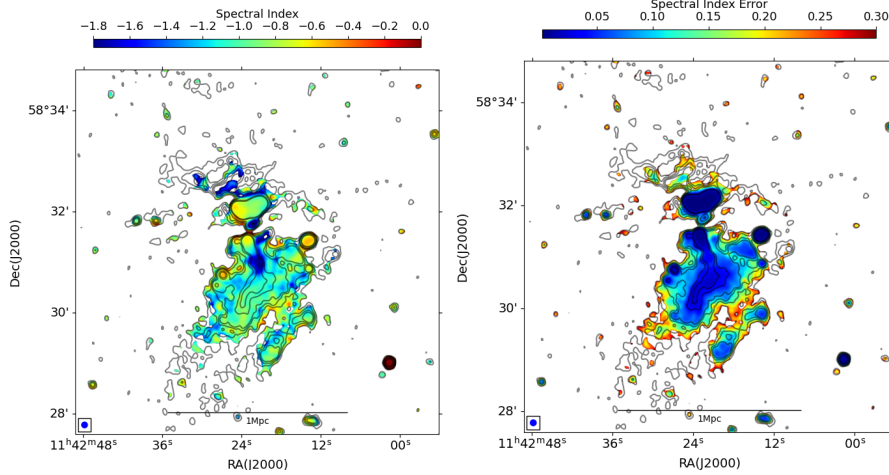 Spectral Index
−1.8 −1.6 −1.4 −1.2 −1.0 −0.8 −0.6 −0.4 −0.2 0.0
58°34'
32'
30'
28'
Dec(J2000)
1Mpc
11ʰ42ᵐ48ˢ 36ˢ 24ˢ 12ˢ 00ˢ
RA(J2000)
Spectral Index Error
0.05 0.10 0.15 0.20 0.25 0.30
58°34'
32'
30'
28'
Dec(J2000)
1Mpc
11ʰ42ᵐ48ˢ 36ˢ 24ˢ 12ˢ 00ˢ
RA(J2000)